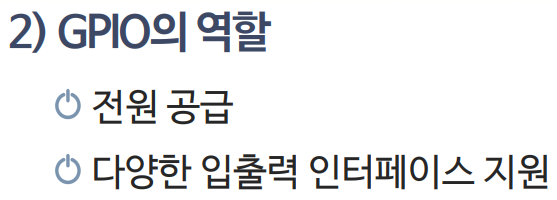 2) GPIO의 역할
전원 공급
다양한 입출력 인터페이스 지원